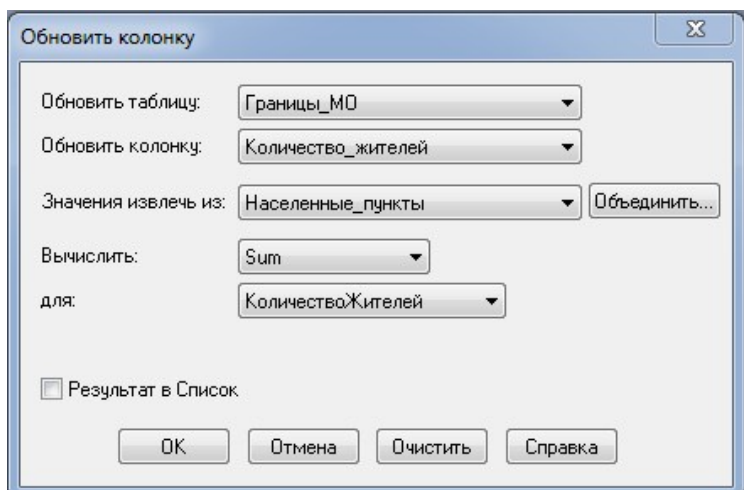 Обновить колонку
Обновить таблицу: Границы_МО
Обновить колонку: Количество_жителей
Значения извлечь из: Населенные_пункты Объединить...
Вычислить: Sum
для: КоличествоЖителей
Результат в Список
OK Отмена Очистить Справка